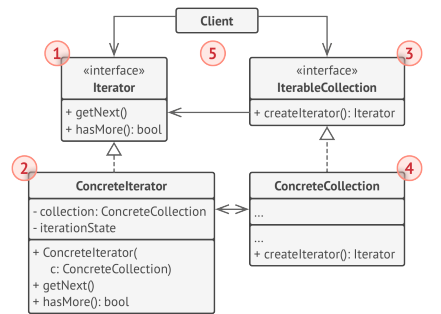 Client
1
5
3
«interface»
Iterator
+ getNext()
+ hasMore(): bool
«interface»
IterableCollection
+ createIterator(): Iterator
2
4
ConcreteIterator
- collection: ConcreteCollection
- iterationState
+ ConcreteIterator(
c: ConcreteCollection)
+ getNext()
+ hasMore(): bool
ConcreteCollection
...
...
+ createIterator(): Iterator